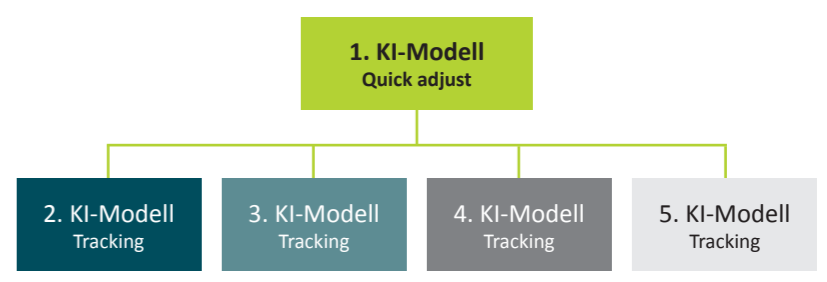 1. KI-Modell
Quick adjust
2. KI-Modell
Tracking
3. KI-Modell
Tracking
4. KI-Modell
Tracking
5. KI-Modell
Tracking